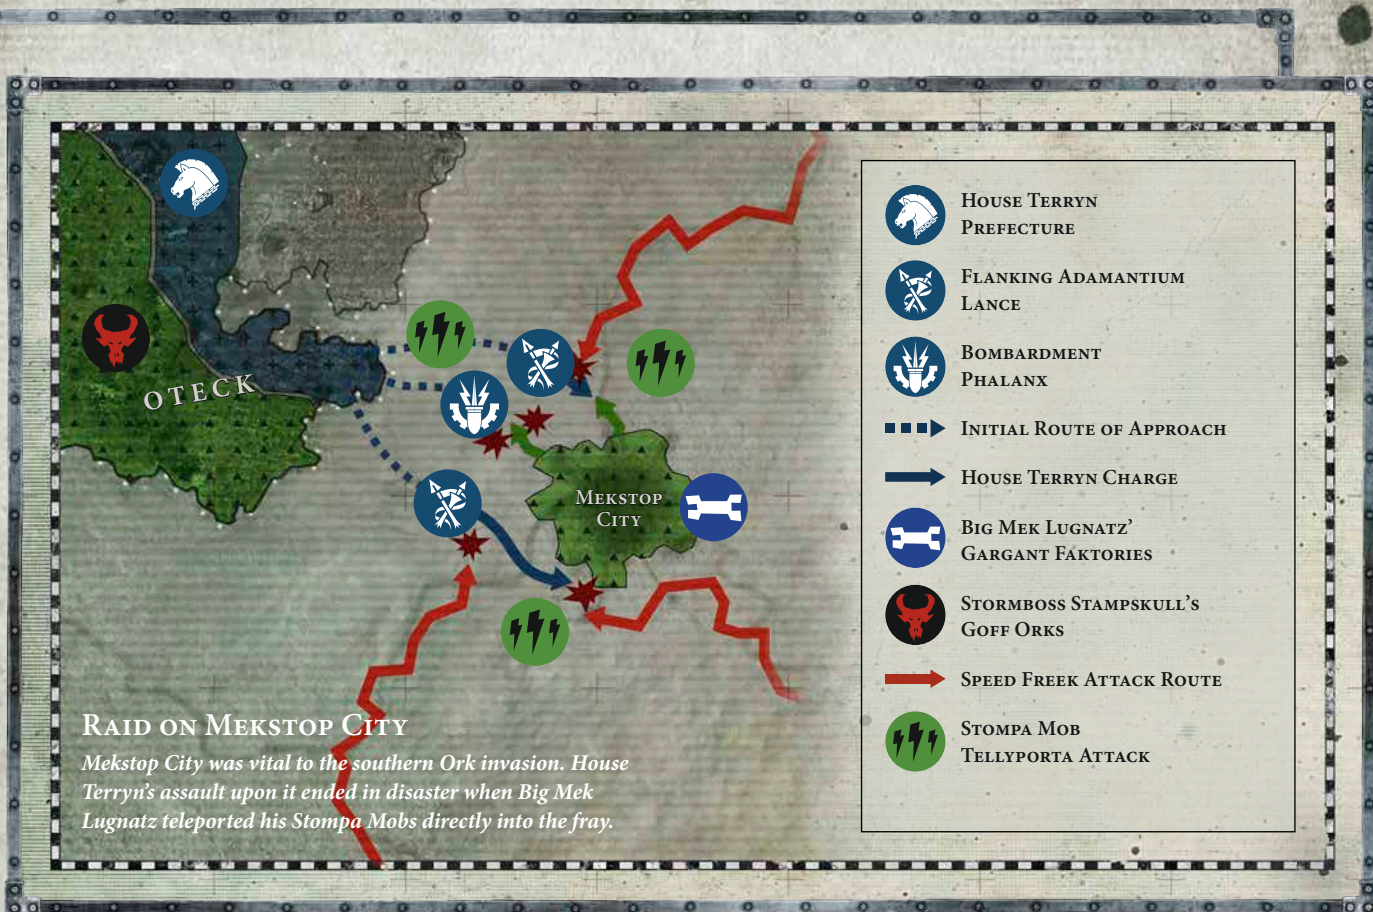 House Terryn
Prefecture
Flanking Adamantium
Lance
Bombardment
Phalanx
Initial Route of Approach
House Terryn Charge
Big Mek Lugnatz’
Gargant Faktories
Stormboss Stampskull’s
Goff Orks
Speed Freek Attack Route
Stompa Mob
Tellyporta Attack
OTECK
Mekstop
City
Raid on Mekstop City
Mekstop City was vital to the southern Ork invasion. House
Terryn’s assault upon it ended in disaster when Big Mek
Lugnatz teleported his Stompa Mobs directly into the fray.